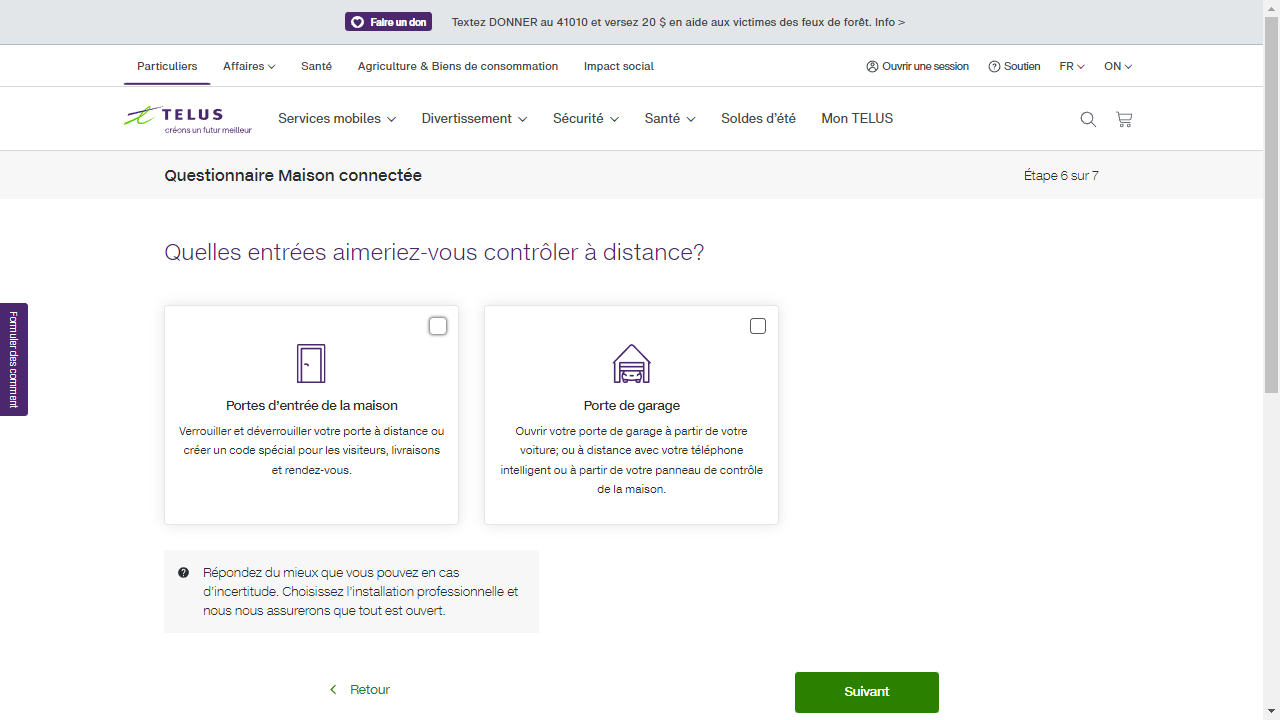 Faire un don
Textez DONNER au 41010 et versez 20 $ en aide aux victimes des feux de forêt. Info >
Particuliers
Affaires
Santé
Agriculture & Biens de consommation
Impact social
Ouvrir une session
Soutien
FR
ON
TELUS
créons un futur meilleur
Services mobiles
Divertissement
Sécurité
Santé
Soldes d'été
Mon TELUS
Questionnaire Maison connectée
Étape 6 sur 7
Quelles entrées aimeriez-vous contrôler à distance?
Formuler des comment
Portes d'entrée de la maison
Verrouiller et déverrouiller votre porte à distance ou
créer un code spécial pour les visiteurs, livraisons
et rendez-vous.
Porte de garage
Ouvrir votre porte de garage à partir de votre
voiture; ou à distance avec votre téléphone
intelligent ou à partir de votre panneau de contrôle
de la maison.
Répondez du mieux que vous pouvez en cas
d'incertitude. Choisissez l'installation professionnelle et
nous nous assurerons que tout est ouvert.
Retour
Suivant